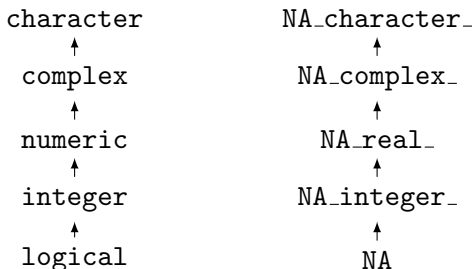 character NA_character_
complex NA_complex_
numeric NA_real_
integer NA_integer_
logical NA